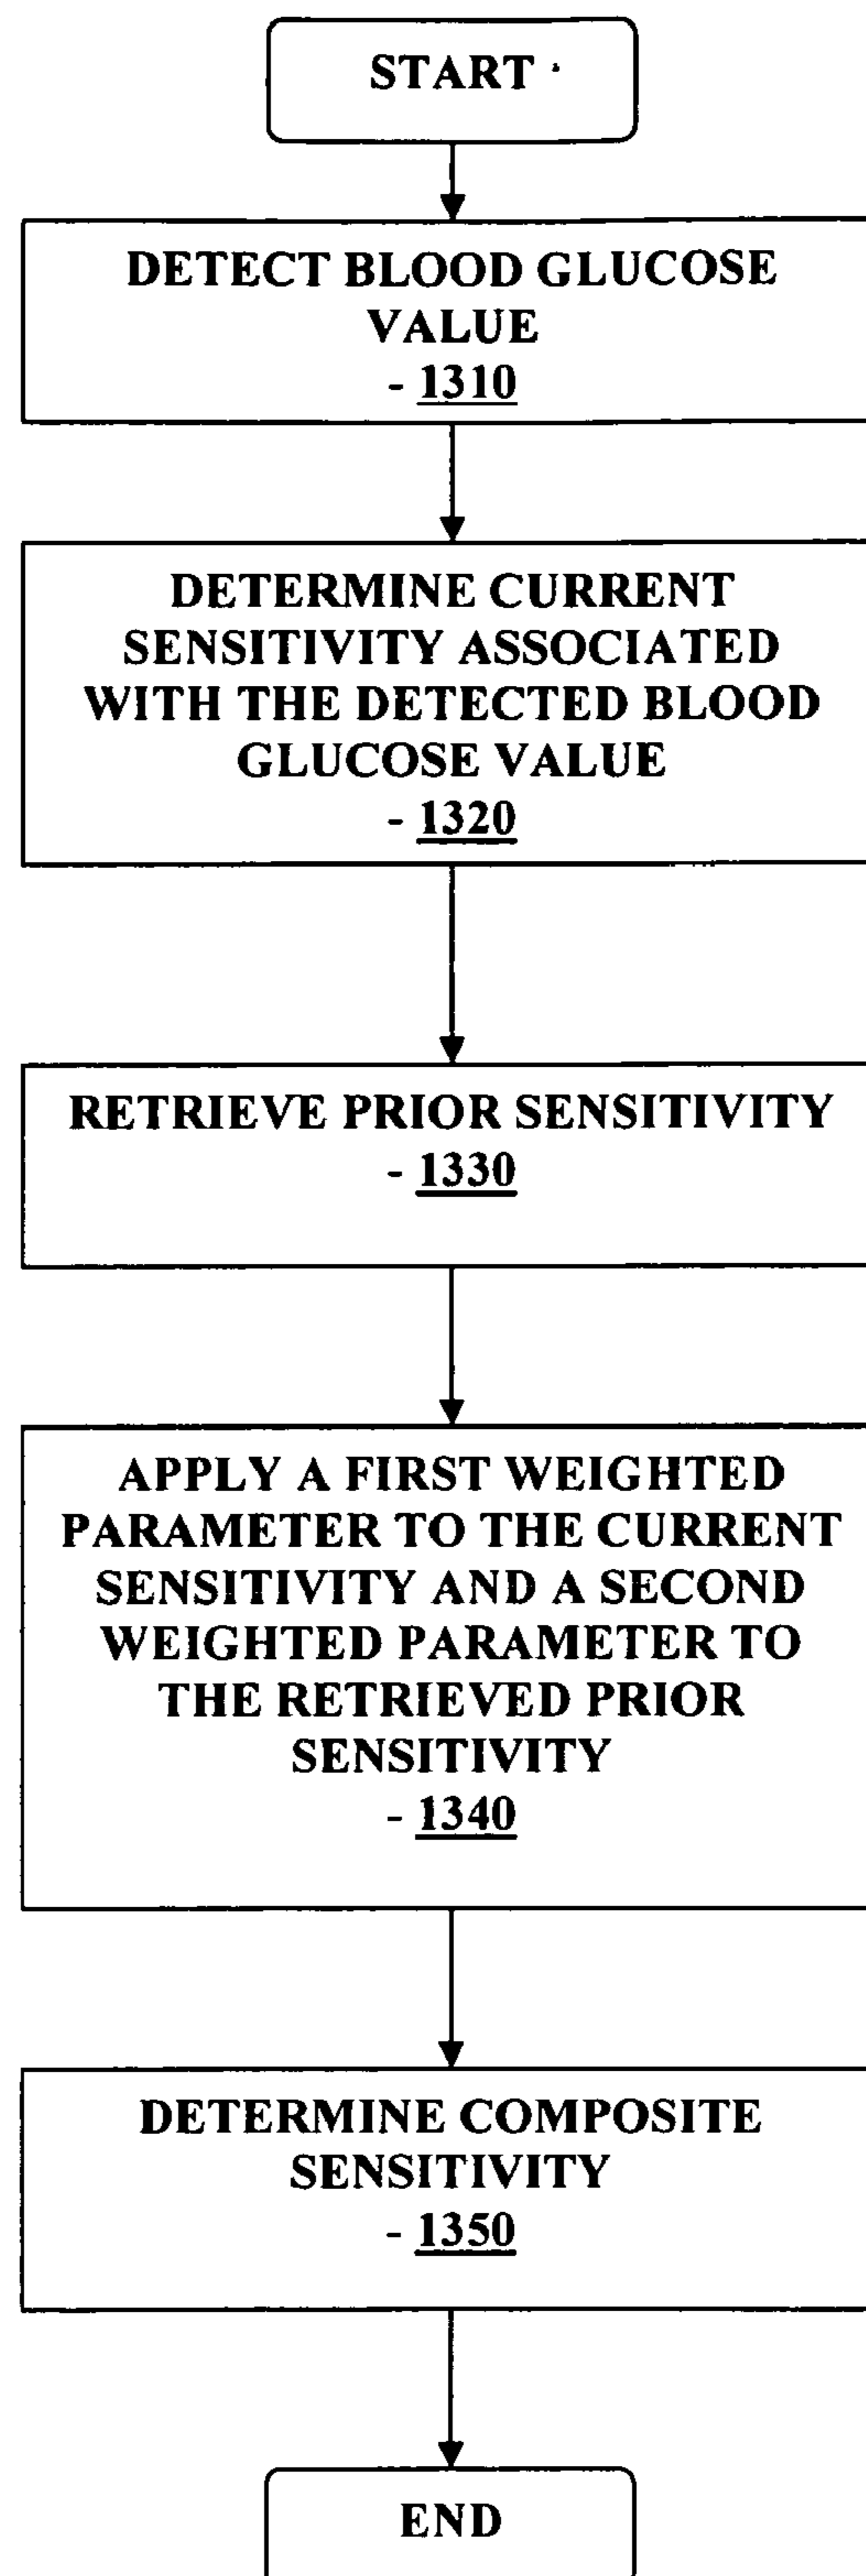 START
DETECT BLOOD GLUCOSE
VALUE
- 1310
DETERMINE CURRENT
SENSITIVITY ASSOCIATED
WITH THE DETECTED BLOOD
GLUCOSE VALUE
- 1320
RETRIEVE PRIOR SENSITIVITY
- 1330
APPLY A FIRST WEIGHTED
PARAMETER TO THE CURRENT
SENSITIVITY AND A SECOND
WEIGHTED PARAMETER TO
THE RETRIEVED PRIOR
SENSITIVITY
- 1340
DETERMINE COMPOSITE
SENSITIVITY
- 1350
END